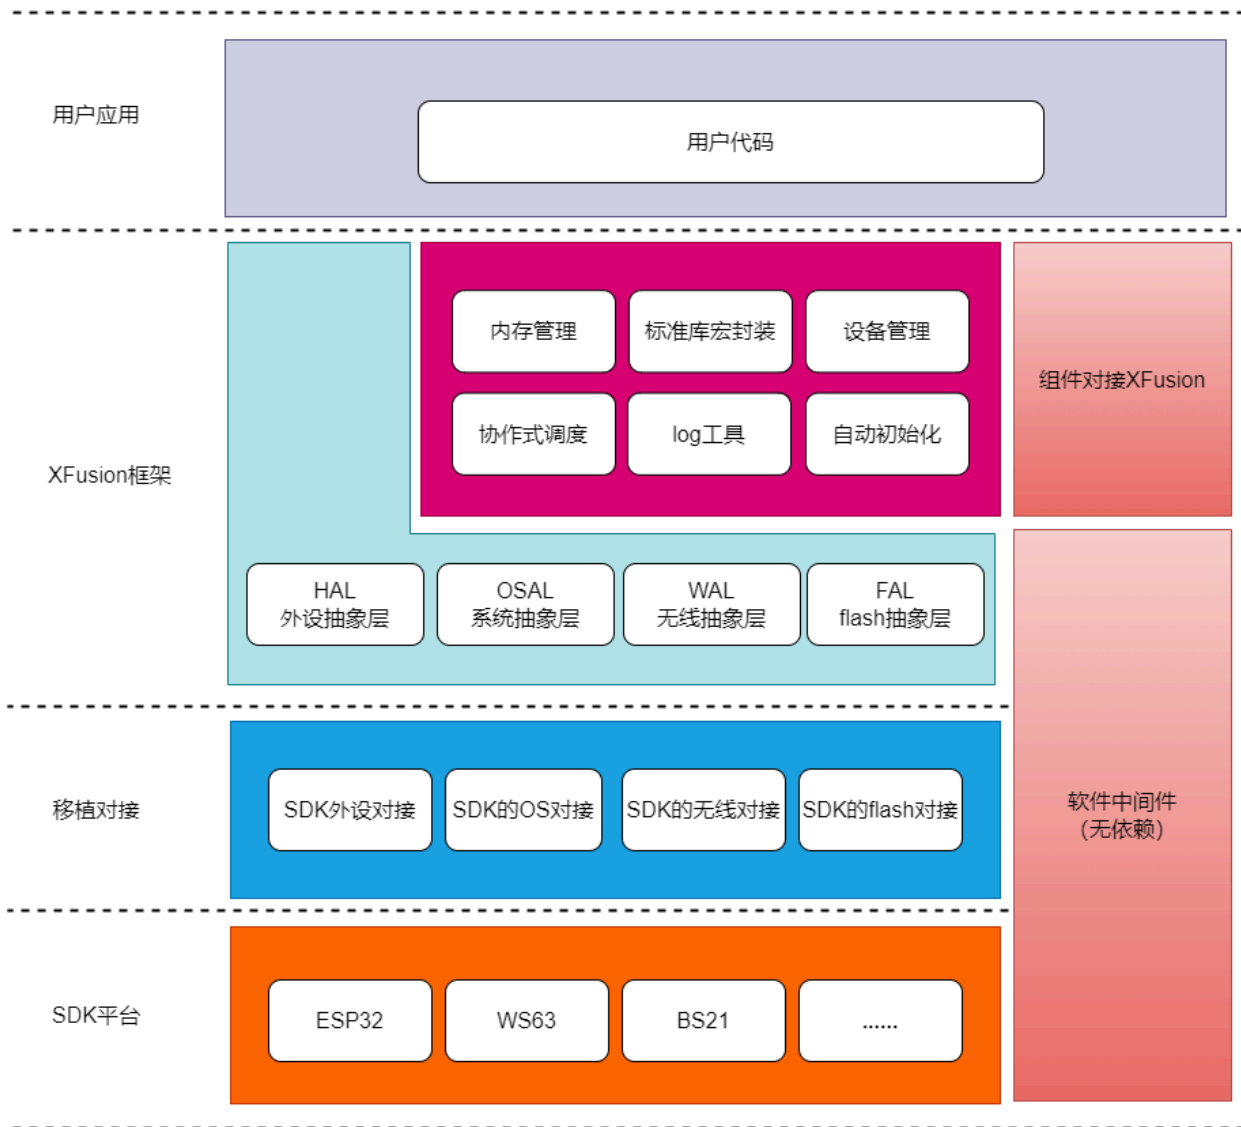 用户应用
用户代码
XFusion框架
内存管理
标准库宏封装
设备管理
协作式调度
log工具
自动初始化
组件对接XFusion
HAL
外设抽象层
OSAL
系统抽象层
WAL
无线抽象层
FAL
flash抽象层
移植对接
SDK外设对接
SDK的OS对接
SDK的无线对接
SDK的flash对接
软件中间件
（无依赖）
SDK平台
ESP32
WS63
BS21
......